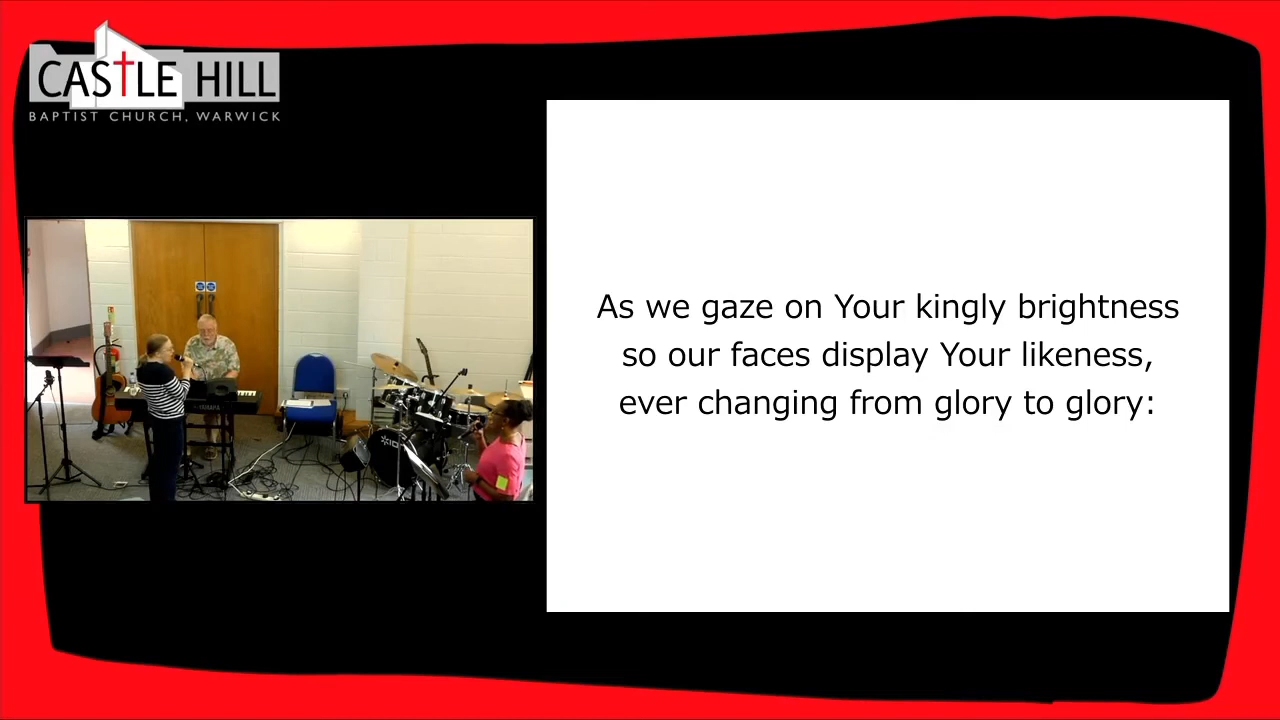 CASTLE HILL
BAPTIST CHURCH, WARWICK
As we gaze on Your kingly brightness
so our faces display Your likeness,
ever changing from glory to glory:
YAMAHA